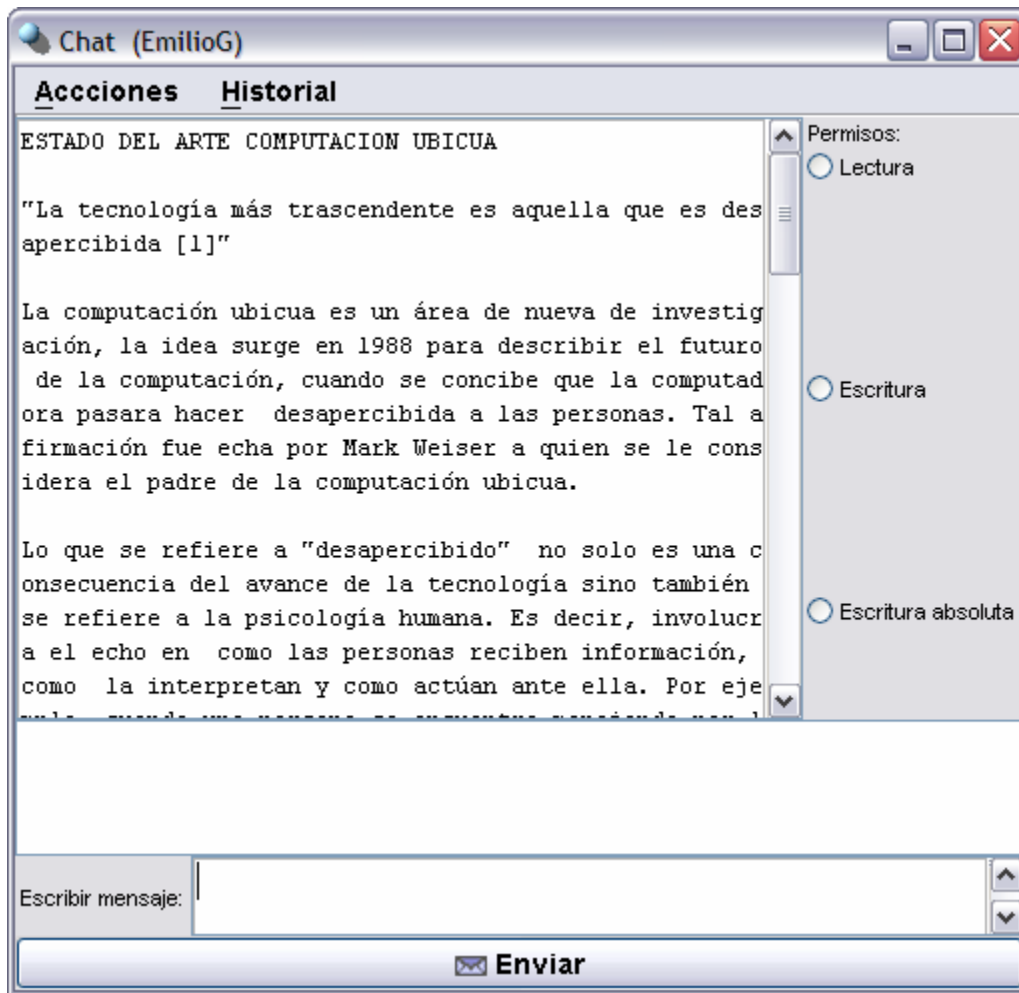 Chat (EmilioG)
Accciones Historial
ESTADO DEL ARTE COMPUTACION UBICUA
"La tecnología más trascendente es aquella que es des
apercibida [1]"
La computación ubicua es un área de nueva de investig
ación, la idea surge en 1988 para describir el futuro
de la computación, cuando se concibe que la computad
ora pasara hacer  desapercibida a las personas. Tal a
firmación fue echa por Mark Weiser a quien se le cons
idera el padre de la computación ubicua.
Lo que se refiere a "desapercibido"  no solo es una c
onsecuencia del avance de la tecnología sino también
se refiere a la psicología humana. Es decir, involucr
a el echo en  como las personas reciben información,
como  la interpretan y como actúan ante ella. Por eje
Permisos:
Lectura
Escritura
Escritura absoluta
Escribir mensaje:
Enviar